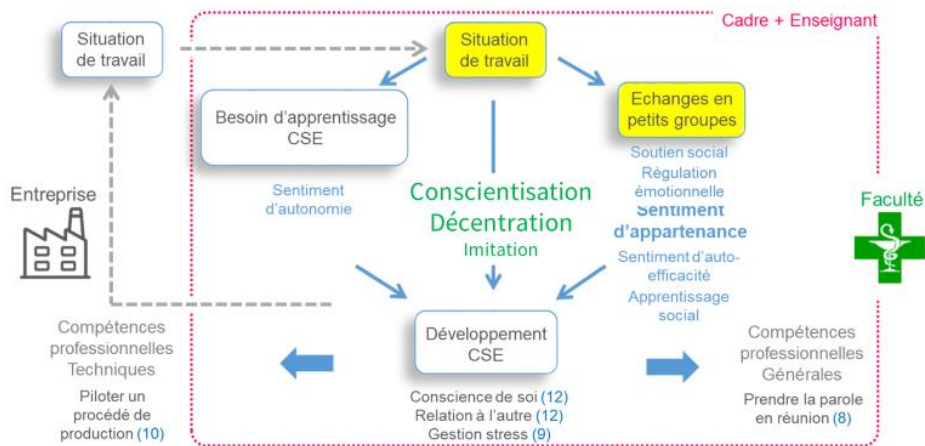 Cadre + Enseignant
Situation
de travail
Situation
de travail
Besoin d'apprentissage
CSE
Echanges en
petits groupes
Sentiment
d'autonomie
Conscientisation
Décentration
Imitation
Soutien social
Régulation
émotionnelle
Sentiment
d'appartenance
Sentiment d'auto-
efficacité
Apprentissage
social
Entreprise
Faculté
Développement
CSE
Compétences
professionnelles
Techniques
Piloter un
procédé de
production (10)
Conscience de soi (12)
Relation à l'autre (12)
Gestion stress (9)
Compétences
professionnelles
Générales
Prendre la parole
en réunion (8)